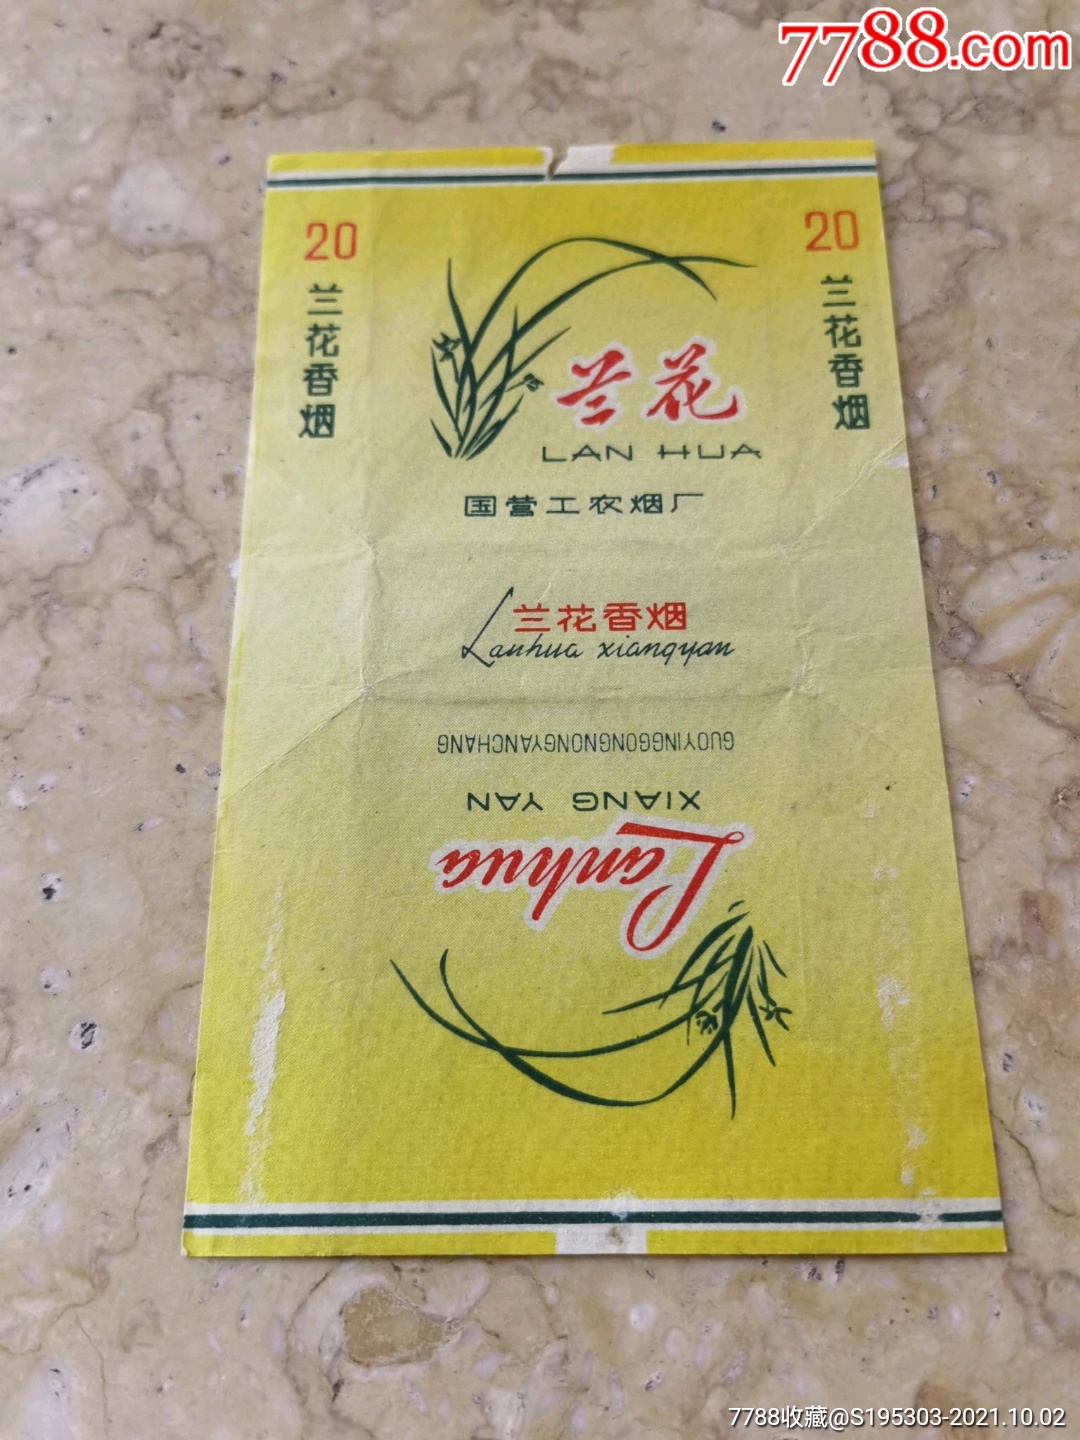 7788.com
20
兰花香烟
20
兰花香烟
兰花
LAN HUA
国营工农烟厂
兰花香烟
Lanhua xiangyan
GUOYINGGONGNONGYANCHANG
XIANG YAN
Lanhua
7788收藏@S195303-2021.10.02